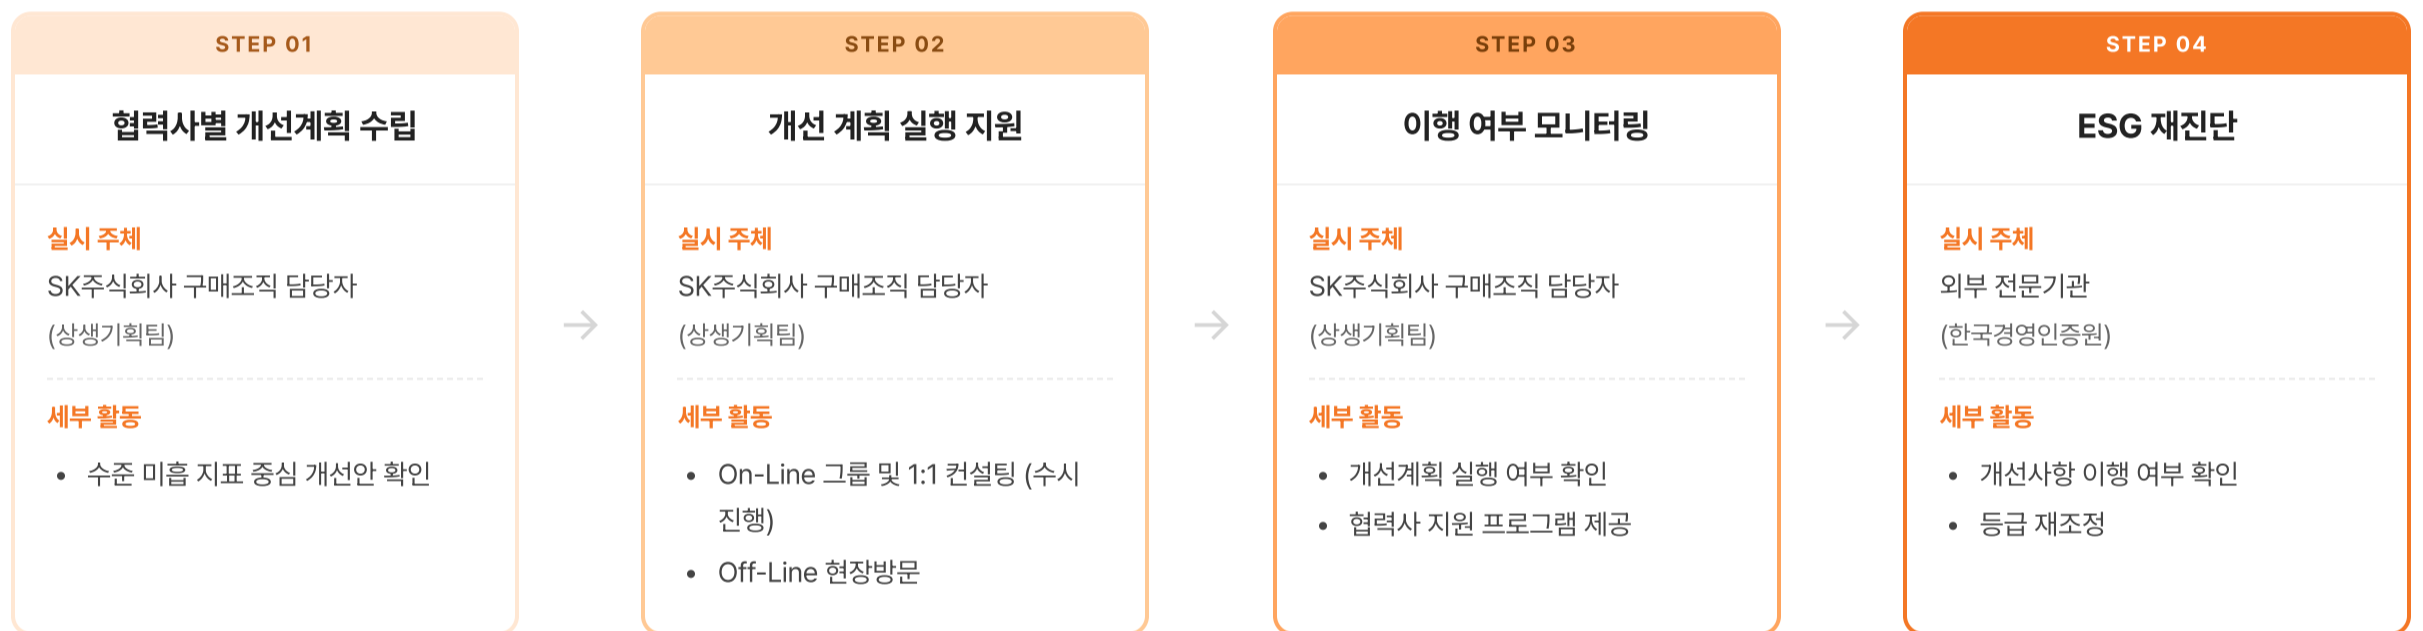 STEP 01
협력사별 개선계획 수립
실시 주체
SK주식회사 구매조직 담당자
(상생기획팀)
세부 활동
• 수준 미흡 지표 중심 개선안 확인
STEP 02
개선 계획 실행 지원
실시 주체
SK주식회사 구매조직 담당자
(상생기획팀)
세부 활동
• On-Line 그룹 및 1:1 컨설팅 (수시
진행)
• Off-Line 현장방문
STEP 03
이행 여부 모니터링
실시 주체
SK주식회사 구매조직 담당자
(상생기획팀)
세부 활동
• 개선계획 실행 여부 확인
• 협력사 지원 프로그램 제공
STEP 04
ESG 재진단
실시 주체
외부 전문기관
(한국경영인증원)
세부 활동
• 개선사항 이행 여부 확인
• 등급 재조정